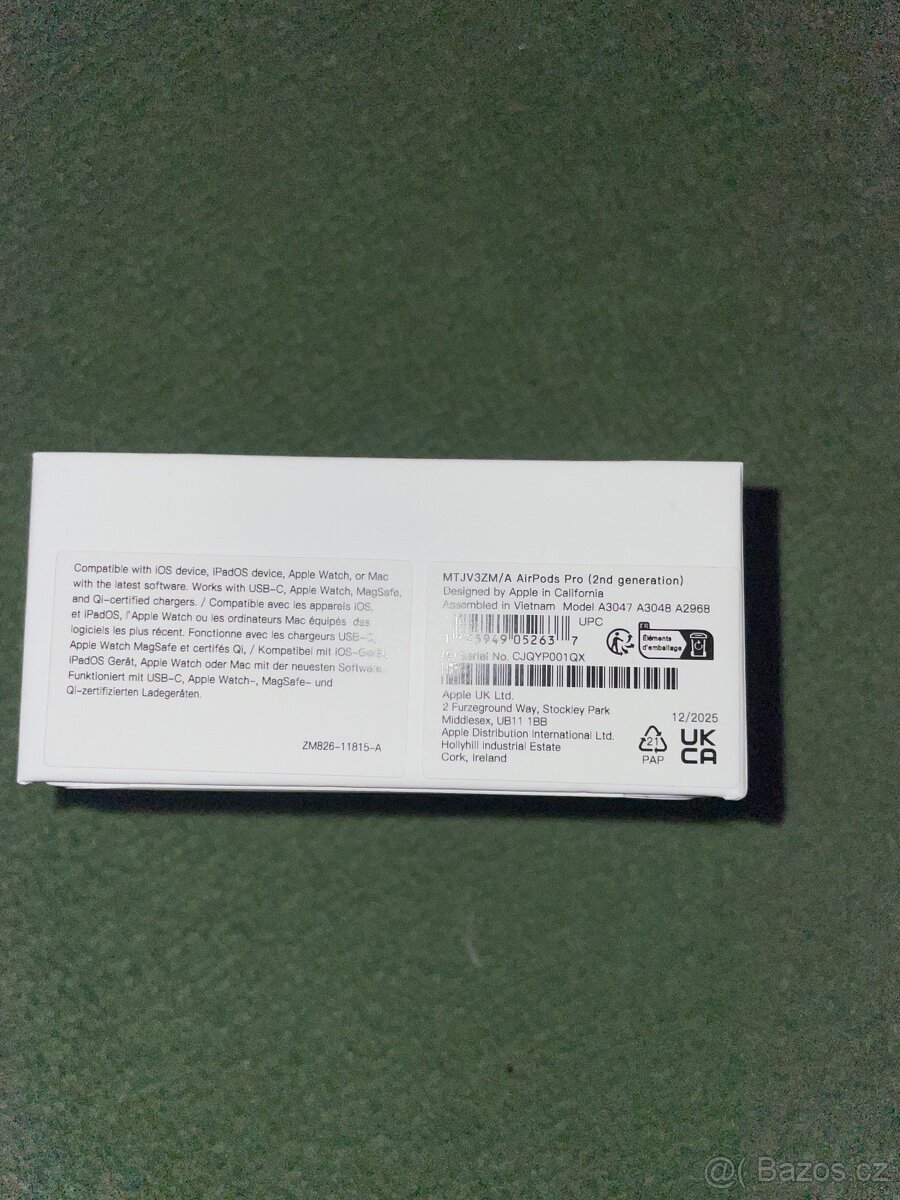 Compatible with iOS device, iPadOS device, Apple Watch, or Mac
with the latest software. Works with USB-C, Apple Watch, MagSafe,
and Qi-certified chargers. / Compatible avec les appareils iOS,
et iPadOS, l'Apple Watch ou les ordinateurs Mac équipés des
logiciels les plus récent. Fonctionne avec les chargeurs USB-C,
Apple Watch MagSafe et certifés Qi, / Kompatibel mit iOS-Gerät,
iPadOS Gerät, Apple Watch oder Mac mit der neuesten Software.
Funktioniert mit USB-C, Apple Watch-, MagSafe- und
Qi-zertifizierten Ladegeräten.
ZM826-11815-A
MTJV3ZM/A AirPods Pro (2nd generation)
Designed by Apple in California
Assembled in Vietnam Model A3047 A3048 A2968
UPC
05263 7
FR
Éléments
d'emballage
Serial No. CJQYP001QX
Apple UK Ltd.
2 Furzeground Way, Stockley Park
Middlesex, UB11 1BB
Apple Distribution International Ltd.
Hollyhill Industrial Estate
Cork, Ireland
12/2025
21
PAP
UK
CA
@( Bazos.cz